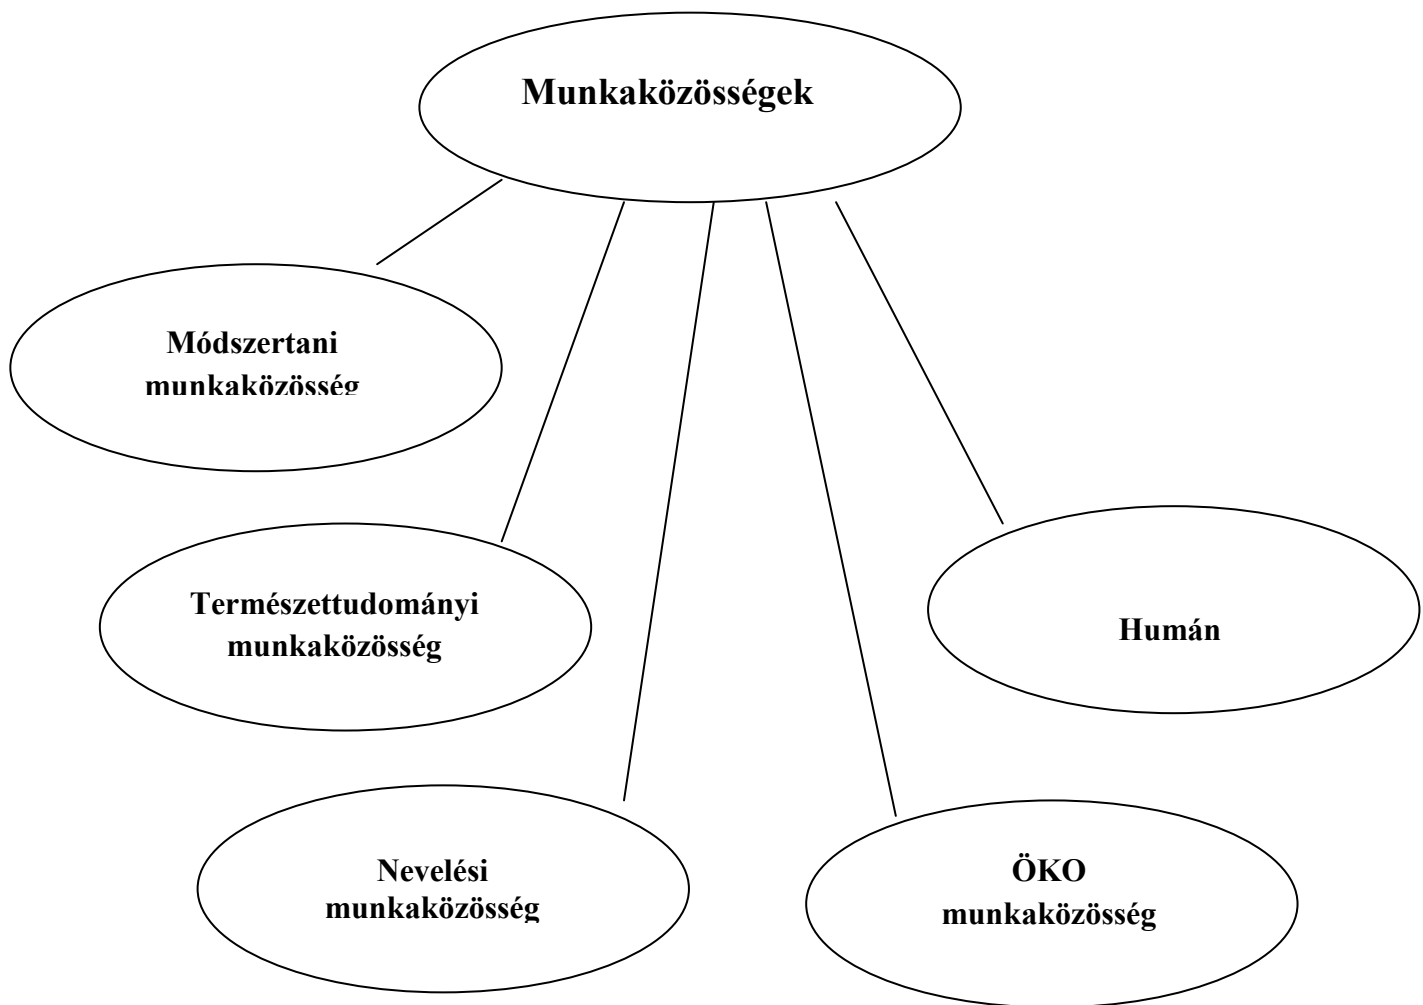 Munkaközösségek
Módszertani
munkaközösség
Természettudományi
munkaközösség
Humán
Nevelési
munkaközösség
ÖKO
munkaközösség